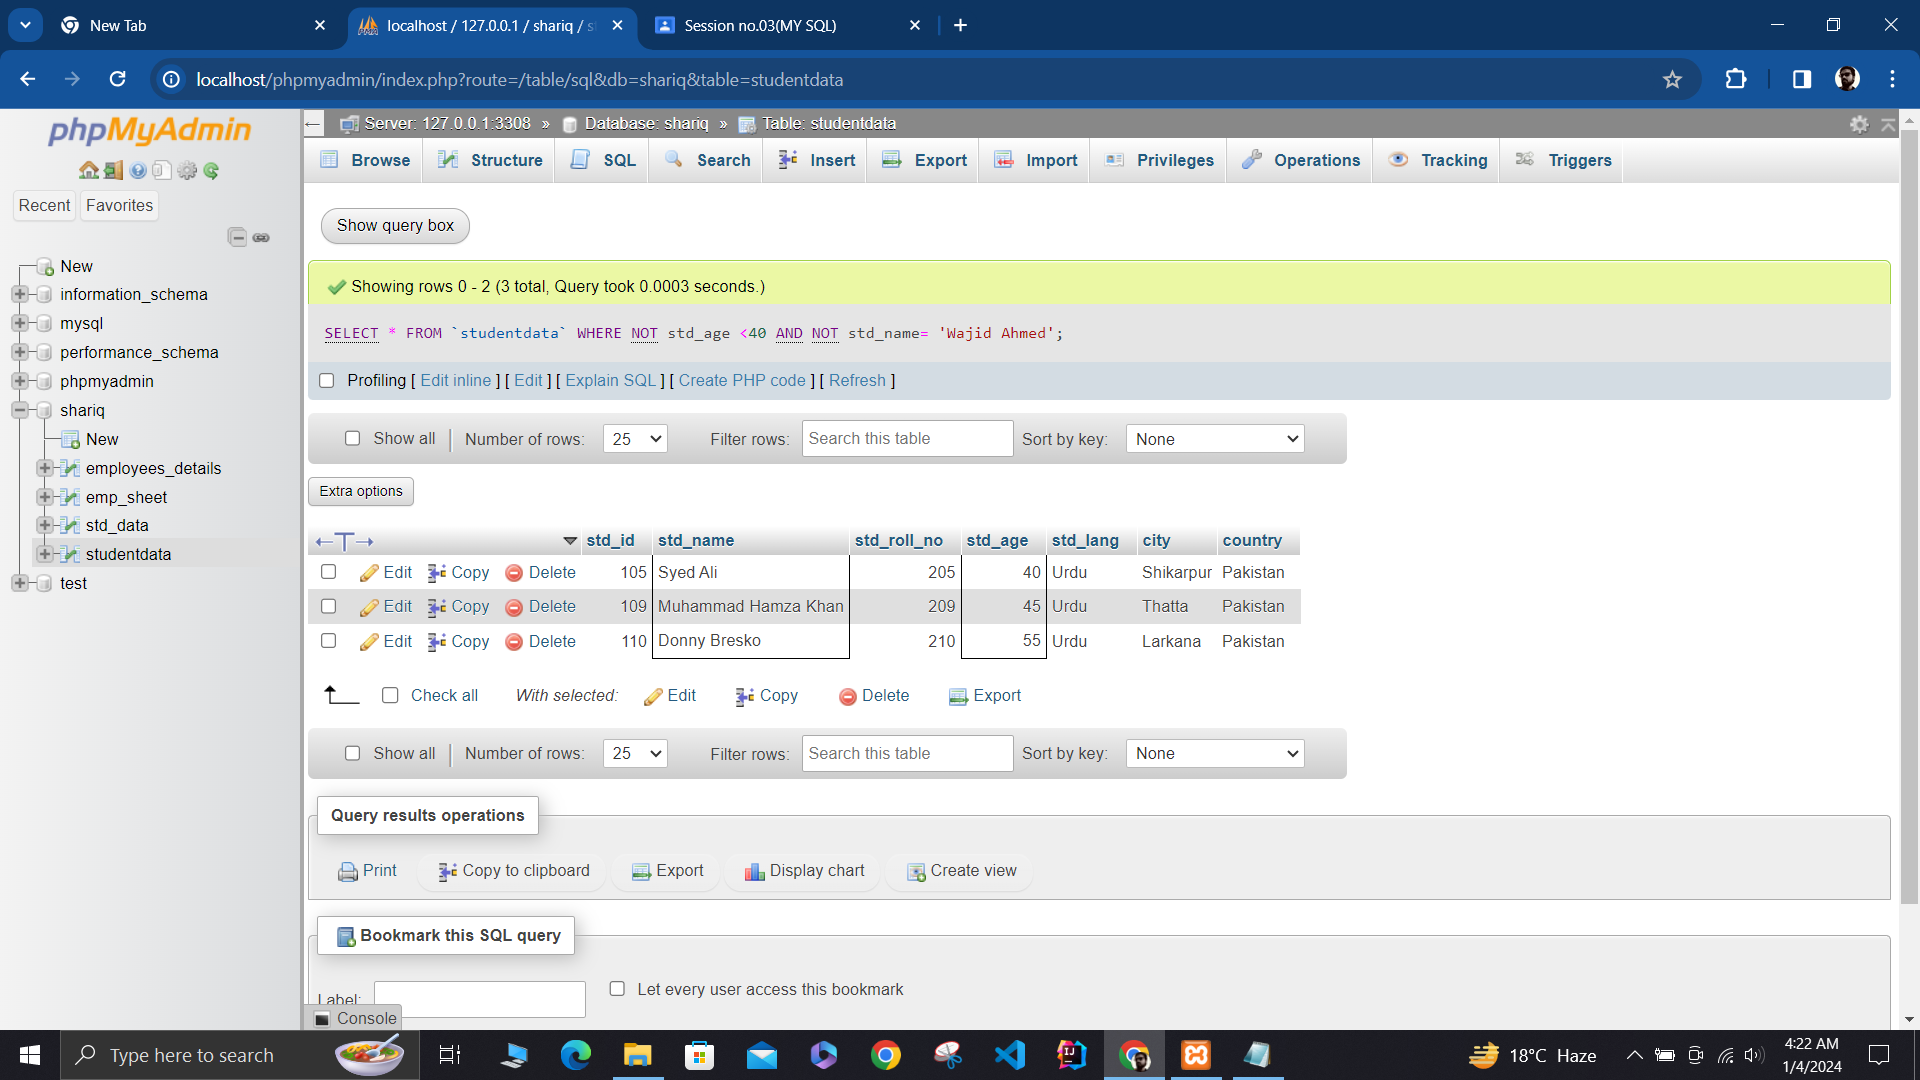 New Tab
localhost / 127.0.0.1 / shariq / s
Session no.03(MY SQL)
localhost/phpmyadmin/index.php?route=/table/sql&db=shariq&table=studentdata
phpMyAdmin
Recent Favorites
New
information_schema
mysql
performance_schema
phpmyadmin
shariq
New
employees_details
emp_sheet
std_data
studentdata
test
Server: 127.0.0.1:3308 » Database: shariq » Table: studentdata
Browse Structure SQL Search Insert Export Import Privileges Operations Tracking Triggers
Show query box
Showing rows 0 - 2 (3 total, Query took 0.0003 seconds.)
SELECT * FROM `studentdata` WHERE NOT std_age <40 AND NOT std_name= 'Wajid Ahmed';
Profiling [ Edit inline ] [ Edit ] [ Explain SQL ] [ Create PHP code ] [ Refresh ]
Show all Number of rows: 25 Filter rows: Search this table Sort by key: None
Extra options
←T→ std_id std_name std_roll_no std_age std_lang city country
Edit Copy Delete 105 Syed Ali 205 40 Urdu Shikarpur Pakistan
Edit Copy Delete 109 Muhammad Hamza Khan 209 45 Urdu Thatta Pakistan
Edit Copy Delete 110 Donny Bresko 210 55 Urdu Larkana Pakistan
Check all With selected: Edit Copy Delete Export
Show all Number of rows: 25 Filter rows: Search this table Sort by key: None
Query results operations
Print Copy to clipboard Export Display chart Create view
Bookmark this SQL query
Label: Let every user access this bookmark
Console
Type here to search
18°C Haze
4:22 AM
1/4/2024